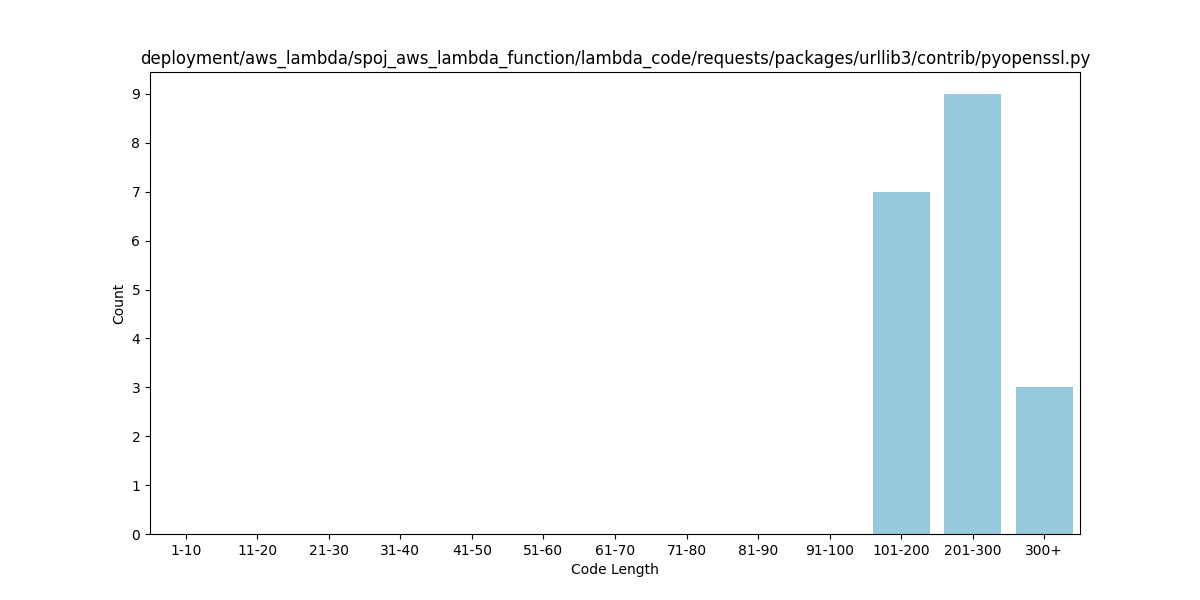 deployment/aws_lambda/spoj_aws_lambda_function/lambda_code/requests/packages/urllib3/contrib/pyopenssl.py
9
8
7
6
5
4
3
2
1
0
Count
1-10 11-20 21-30 31-40 41-50 51-60 61-70 71-80 81-90 91-100 101-200 201-300 300+
Code Length